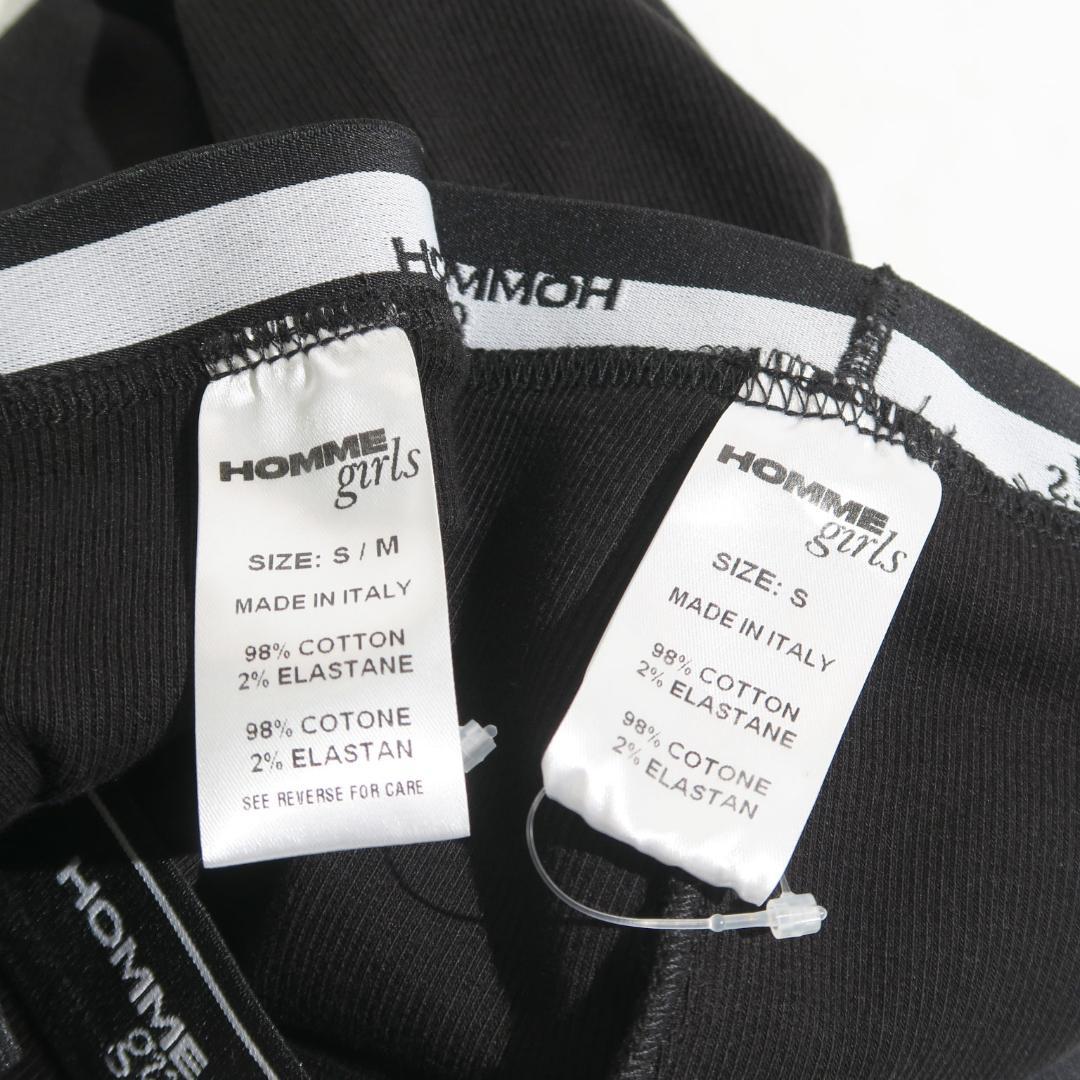 HOMMOH
HOMME
girls
SIZE: S / M
MADE IN ITALY
98% COTTON
2% ELASTANE
98% COTONE
2% ELASTAN
SEE REVERSE FOR CARE
HOMME
girls
SIZE: S
MADE IN ITALY
98% COTTON
2% ELASTANE
98% COTONE
2% ELASTAN
HOMME